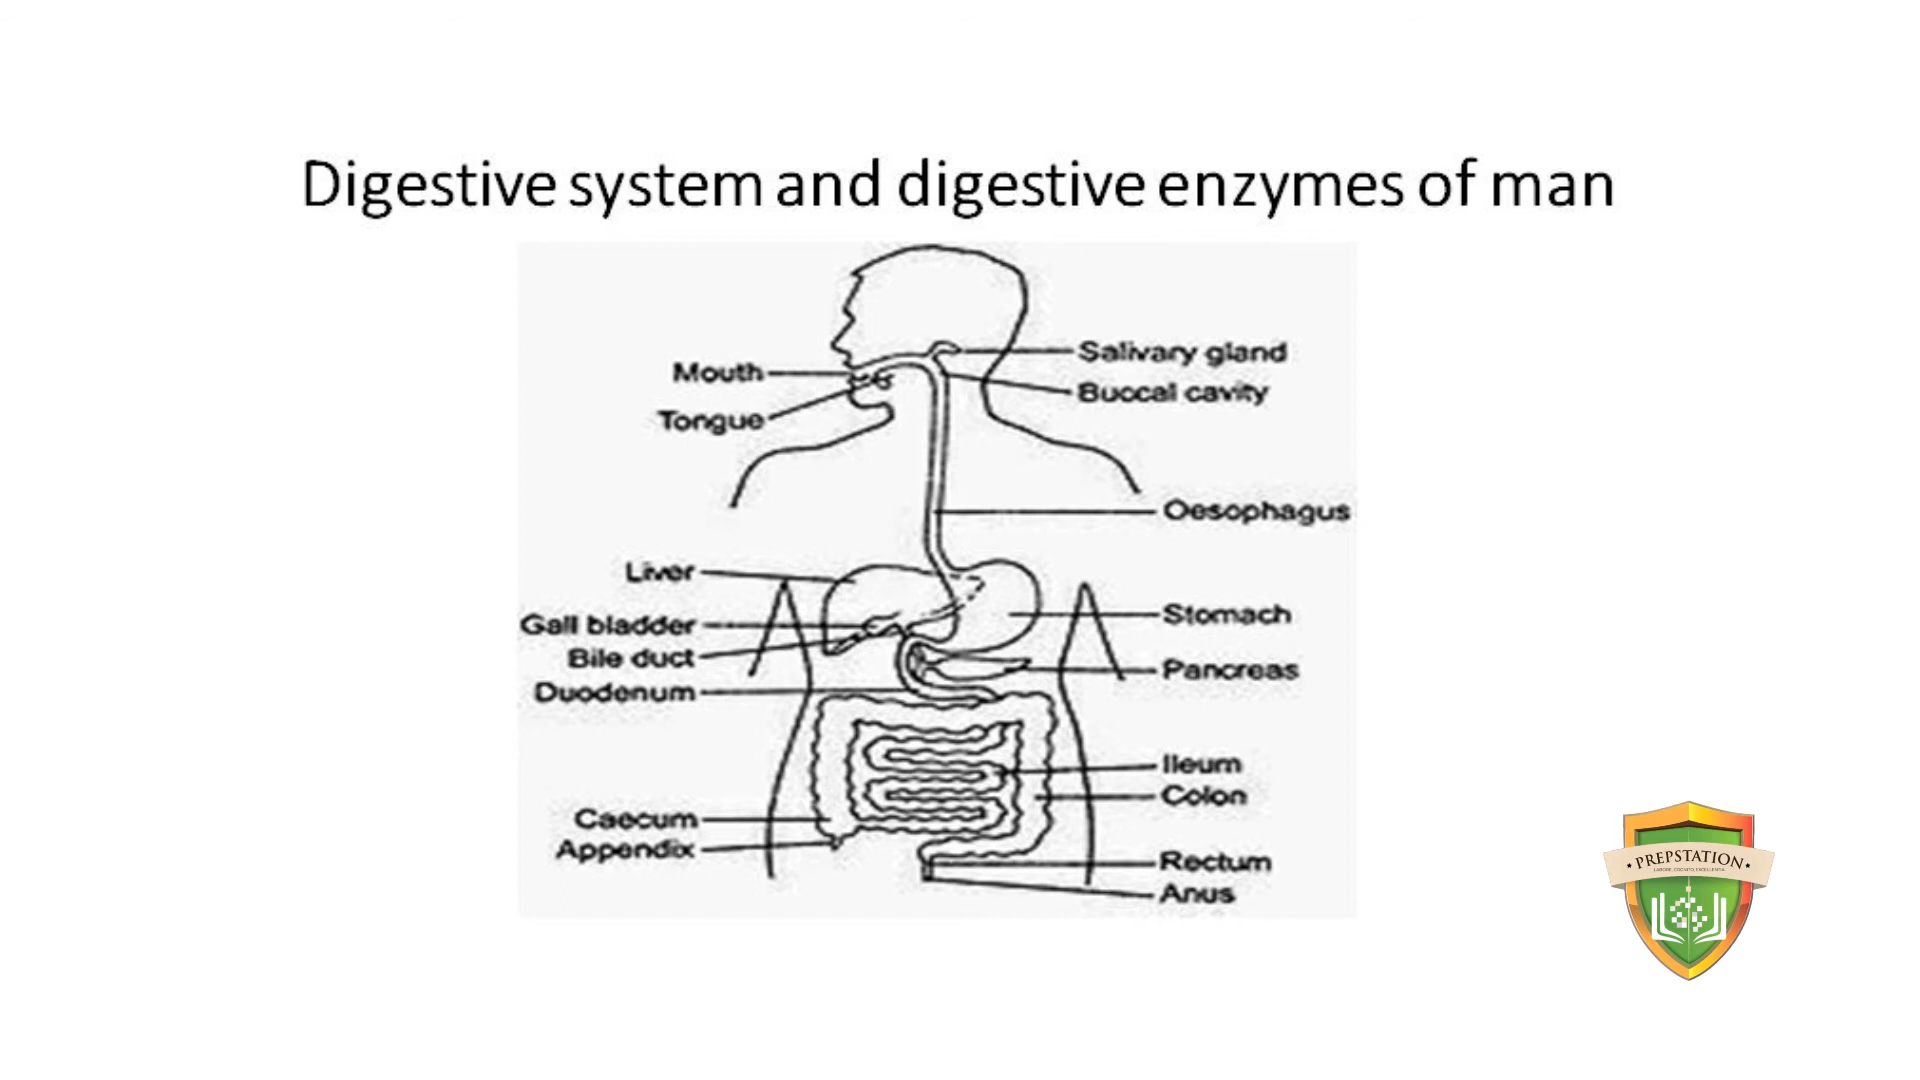 Digestive system and digestive enzymes of man
Salivary gland
Mouth
Buccal cavity
Tongue
Oesophagus
Liver
Stomach
Gall bladder
Bile duct
Pancreas
Duodenum
Ileum
Colon
Caecum
Appendix
Rectum
Anus
PREPSTATION